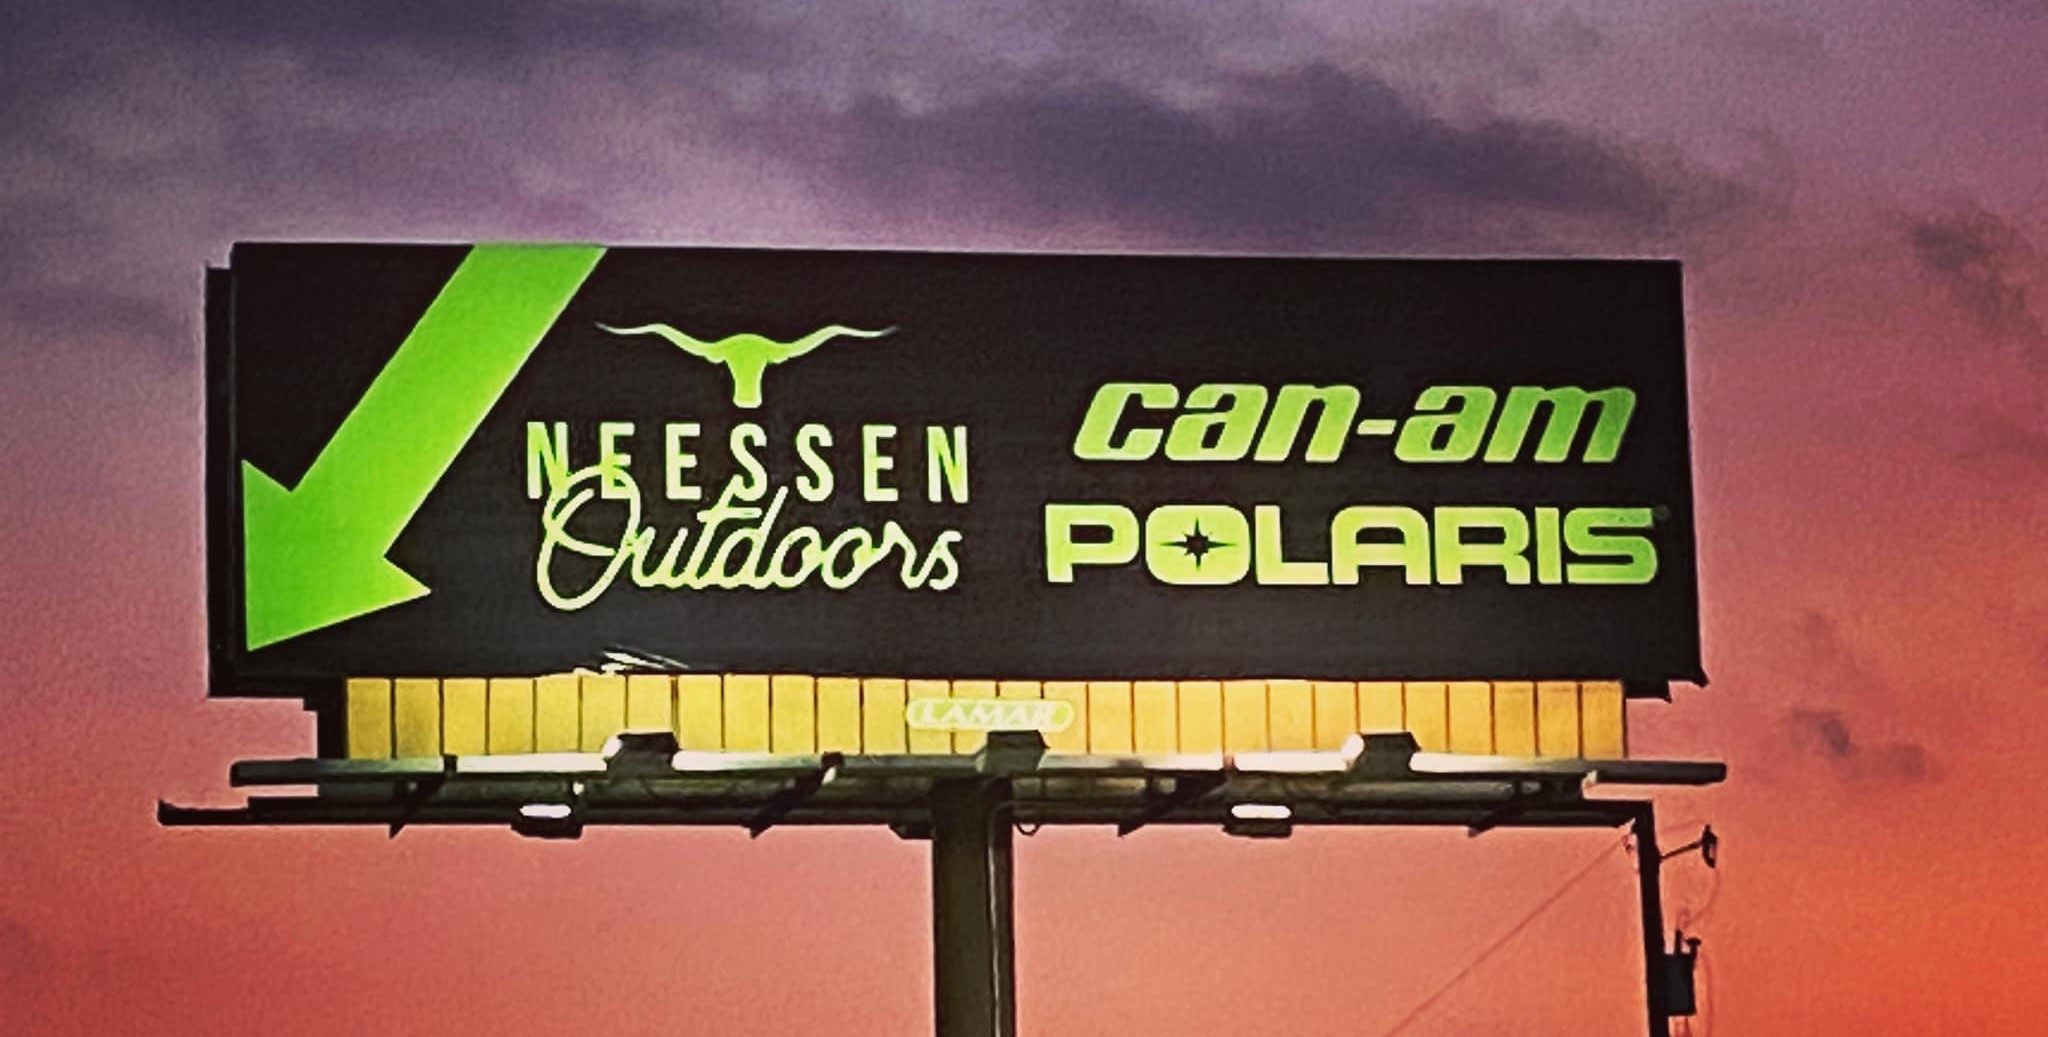 NEESSEN
Outdoors
can-am
POLARIS
LAMAR